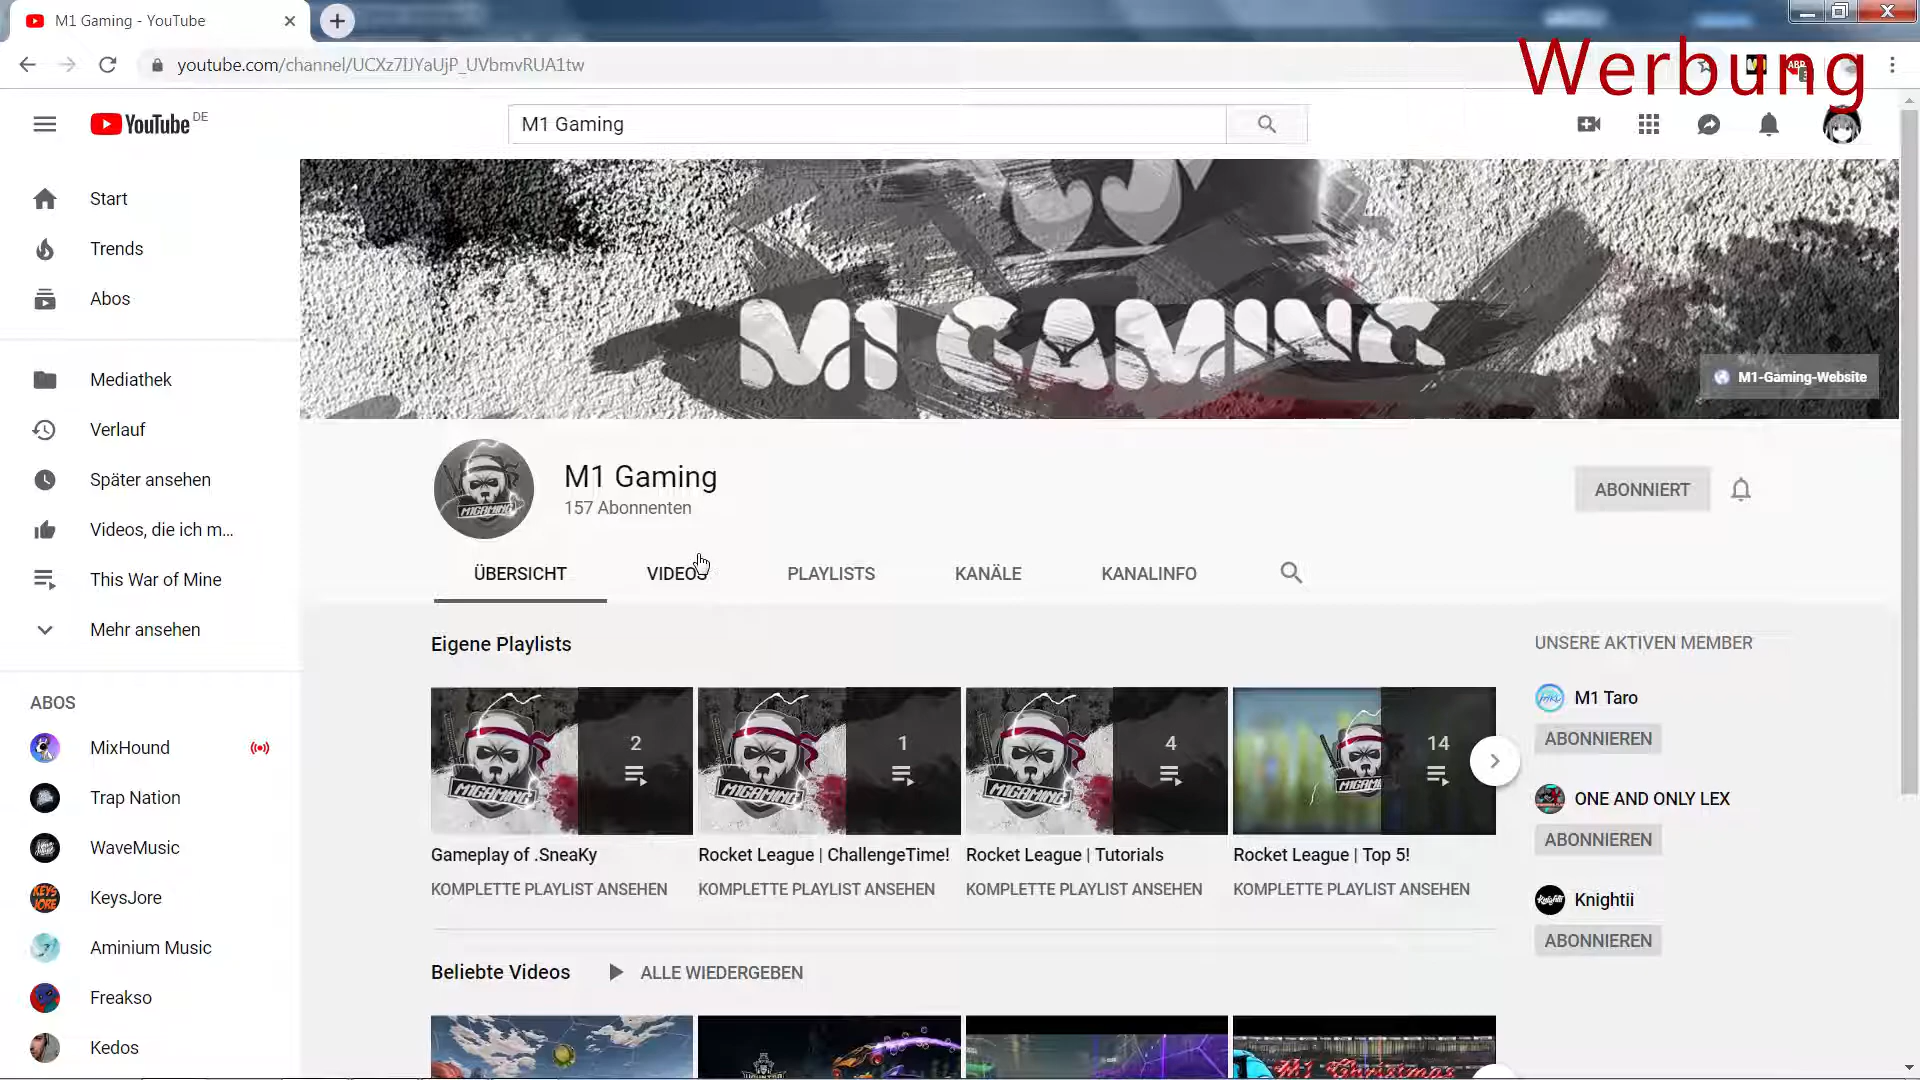 M1 Gaming - YouTube
youtube.com/channel/UCXz7IJYaUjP_UVbmvRUA1tw
Werbung
YouTube DE
M1 Gaming
Start
Trends
Abos
Mediathek
Verlauf
Später ansehen
Videos, die ich m...
This War of Mine
Mehr ansehen
ABOS
MixHound
Trap Nation
WaveMusic
KeysJore
Aminium Music
Freakso
Kedos
M1 GAMING
M1-Gaming-Website
M1 Gaming
157 Abonnenten
ABONNIERT
ÜBERSICHT VIDEOS PLAYLISTS KANÄLE KANALINFO
Eigene Playlists
M1GAMING 2
M1GAMING 1
M1GAMING 4
14
Gameplay of .SneaKy
KOMPLETTE PLAYLIST ANSEHEN
Rocket League | ChallengeTime!
KOMPLETTE PLAYLIST ANSEHEN
Rocket League | Tutorials
KOMPLETTE PLAYLIST ANSEHEN
Rocket League | Top 5!
KOMPLETTE PLAYLIST ANSEHEN
Beliebte Videos ALLE WIEDERGEBEN
M1 Christmas
UNSERE AKTIVEN MEMBER
M1 Taro
ABONNIEREN
ONE AND ONLY LEX
ABONNIEREN
Knightii
ABONNIEREN